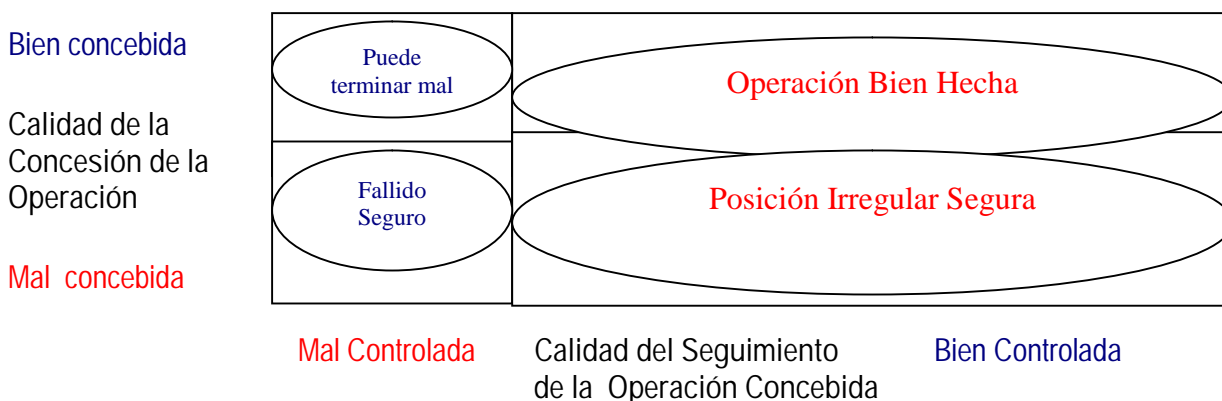 Bien concebida
Puede
terminar mal
Operación Bien Hecha
Calidad de la
Concesión de la
Operación
Fallido
Seguro
Posición Irregular Segura
Mal concebida
Mal Controlada
Calidad del Seguimiento
de la Operación Concebida
Bien Controlada